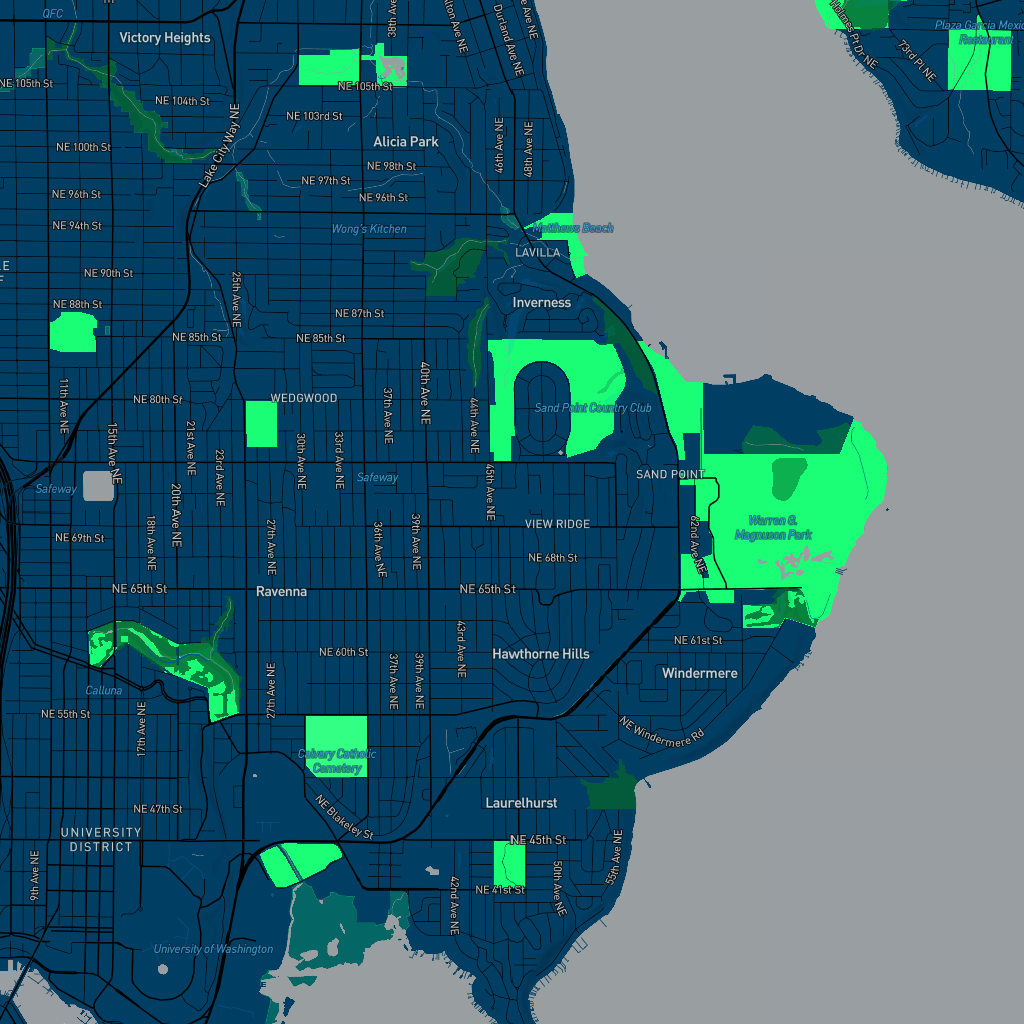 QFC
38th Ave
Durland Ave NE
Holmes Pt Dr NE
Plaza Garcia Mexic
Restaurant
Victory Heights
73rd Pl NE
NE 105th St
NE 105th St
NE 104th St
NE 103rd St
Lake City Way NE
Alicia Park
46th Ave NE
48th Ave NE
NE 100th St
NE 98th St
NE 97th St
NE 96th St
NE 96th St
NE 94th St
Wong's Kitchen
Matthews Beach
LAVILLA
NE 90th St
25th Ave NE
Inverness
NE 88th St
NE 87th St
NE 85th St
NE 85th St
11th Ave NE
40th Ave NE
37th Ave NE
NE 80th St
WEDGWOOD
44th Ave NE
Sand Point Country Club
15th Ave NE
21st Ave NE
23rd Ave NE
30th Ave NE
33rd Ave NE
Safeway
Safeway
45th Ave NE
SAND POINT
20th Ave NE
18th Ave NE
27th Ave NE
36th Ave NE
39th Ave NE
VIEW RIDGE
62nd Ave NE
Warren G.
Magnuson Park
NE 69th St
NE 68th St
NE 65th St
Ravenna
NE 65th St
43rd Ave NE
NE 61st St
NE 60th St
Hawthorne Hills
37th Ave NE
39th Ave NE
Windermere
Calluna
27th Ave NE
NE 55th St
17th Ave NE
NE Windermere Rd
Calvary Catholic
Cemetery
NE 47th St
NE Blakeley St
Laurelhurst
UNIVERSITY
DISTRICT
NE 45th St
9th Ave NE
42nd Ave NE
NE 41st St
50th Ave NE
55th Ave NE
University of Washington